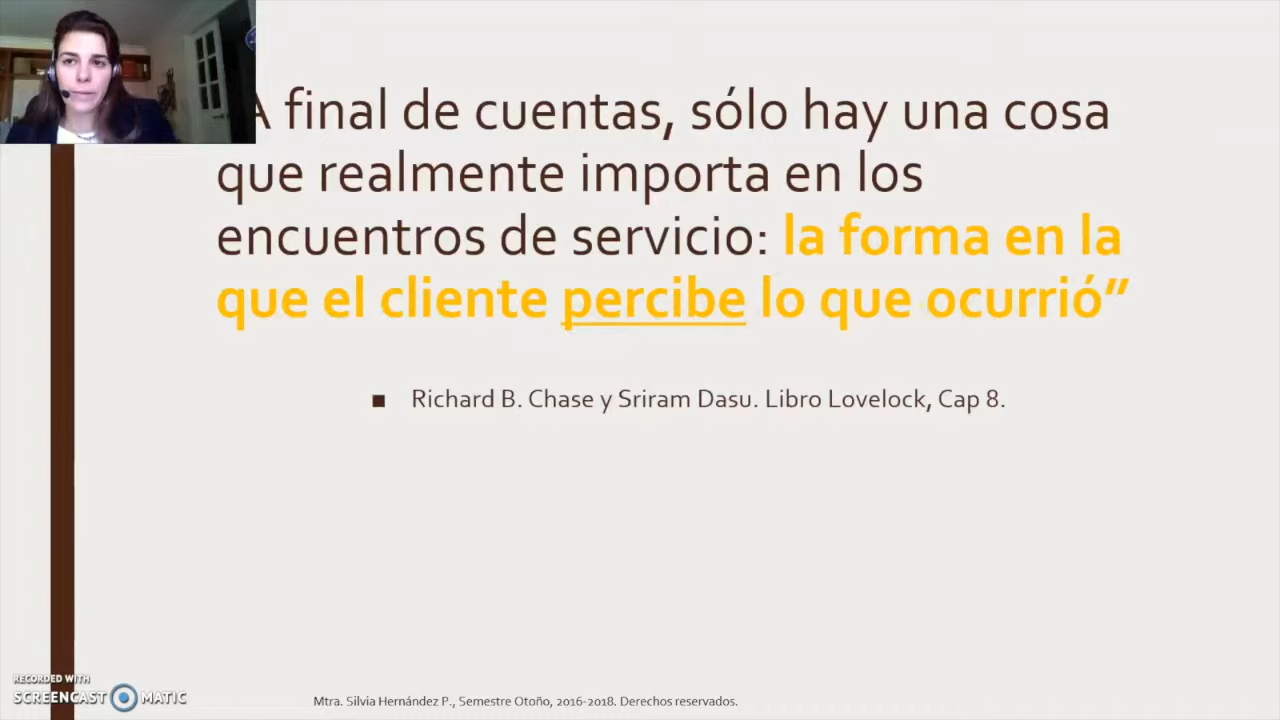 A final de cuentas, sólo hay una cosa
que realmente importa en los
encuentros de servicio: la forma en la
que el cliente percibe lo que ocurrió”
■ Richard B. Chase y Sriram Dasu. Libro Lovelock, Cap 8.
RECORDED WITH
SCREENCAST MATIC
Mtra. Silvia Hernández P., Semestre Otoño, 2016-2018. Derechos reservados.